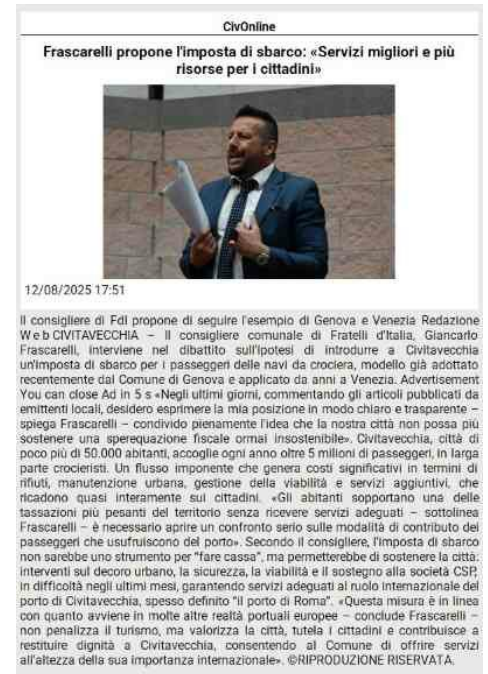 CivOnline
Frascarelli propone l'imposta di sbarco: «Servizi migliori e più
risorse per i cittadini»
12/08/2025 17:51
Il consigliere di FdI propone di seguire l'esempio di Genova e Venezia Redazione
Web CIVITAVECCHIA – Il consigliere comunale di Fratelli d'Italia, Giancarlo
Frascarelli, interviene nel dibattito sull'ipotesi di introdurre a Civitavecchia
un'imposta di sbarco per i passeggeri delle navi da crociera, modello già adottato
recentemente dal Comune di Genova e applicato da anni a Venezia. Advertisement
You can close Ad in 5 s «Negli ultimi giorni, commentando gli articoli pubblicati da
emittenti locali, desidero esprimere la mia posizione in modo chiaro e trasparente –
spiega Frascarelli – condivido pienamente l'idea che la nostra città non possa più
sostenere una sperequazione fiscale ormai insostenibile». Civitavecchia, città di
poco più di 50.000 abitanti, accoglie ogni anno oltre 5 milioni di passeggeri, in larga
parte crocieristi. Un flusso imponente che genera costi significativi in termini di
rifiuti, manutenzione urbana, gestione della viabilità e servizi aggiuntivi, che
ricadono quasi interamente sui cittadini. «Gli abitanti sopportano una delle
tassazioni più pesanti del territorio senza ricevere servizi adeguati – sottolinea
Frascarelli – è necessario aprire un confronto serio sulle modalità di contributo dei
passeggeri che usufruiscono del porto». Secondo il consigliere, l'imposta di sbarco
non sarebbe uno strumento per "fare cassa", ma permetterebbe di sostenere la città:
interventi sul decoro urbano, la sicurezza, la viabilità e il sostegno alla società CSP,
in difficoltà negli ultimi mesi, garantendo servizi adeguati al ruolo internazionale del
porto di Civitavecchia, spesso definito "il porto di Roma". «Questa misura è in linea
con quanto avviene in molte altre realtà portuali europee – conclude Frascarelli –
non penalizza il turismo, ma valorizza la città, tutela i cittadini e contribuisce a
restituire dignità a Civitavecchia, consentendo al Comune di offrire servizi
all'altezza della sua importanza internazionale». ©RIPRODUZIONE RISERVATA.